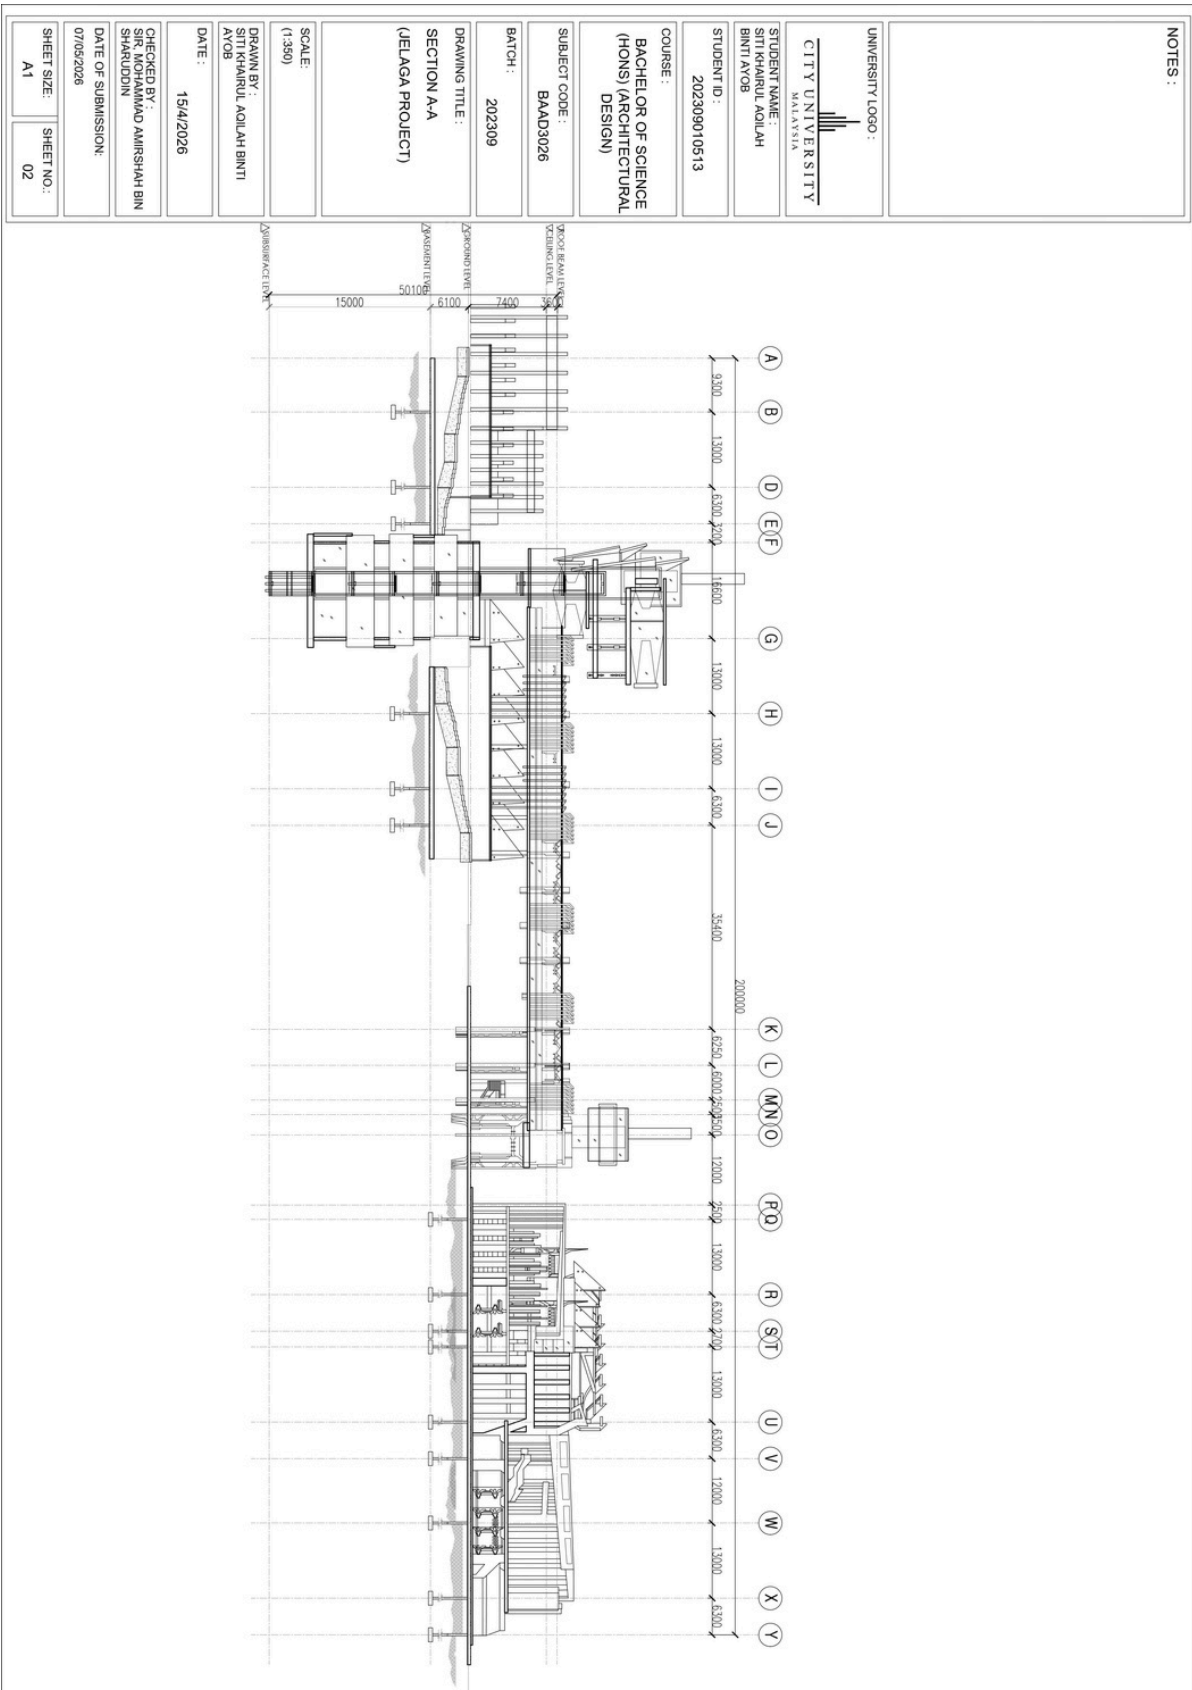 NOTES :
UNIVERSITY LOGO :
CITY UNIVERSITY
MALAYSIA
STUDENT NAME :
SITI KHAIRUL AQILAH
BINTI AYOB
STUDENT ID :
202309010513
COURSE :
BACHELOR OF SCIENCE
(HONS) (ARCHITECTURAL
DESIGN)
SUBJECT CODE :
BAAD3026
BATCH :
202309
DRAWING TITLE :
SECTION A-A
(JELAGA PROJECT)
SCALE:
(1:350)
DRAWN BY :
SITI KHAIRUL AQILAH BINTI
AYOB
DATE :
15/4/2026
CHECKED BY :
SIR. MOHAMMAD AMIRSHAH BIN
SHARUDDIN
DATE OF SUBMISSION:
07/05/2026
SHEET SIZE:
A1
SHEET NO.:
02
A B D E F G H I J K L M N O P Q R S T U V W X Y
200000
9300 13000 6300 3200 16600 13000 13000 6300 35400 6250 6000 2500 3500 12000 2500 13000 6300 2700 13000 6300 12000 13000 6300
ROOF BEAM LEVEL
CEILING LEVEL
GROUND LEVEL
BASEMENT LEVEL
SUBSURFACE LEVEL
7400
6100
50100
15000